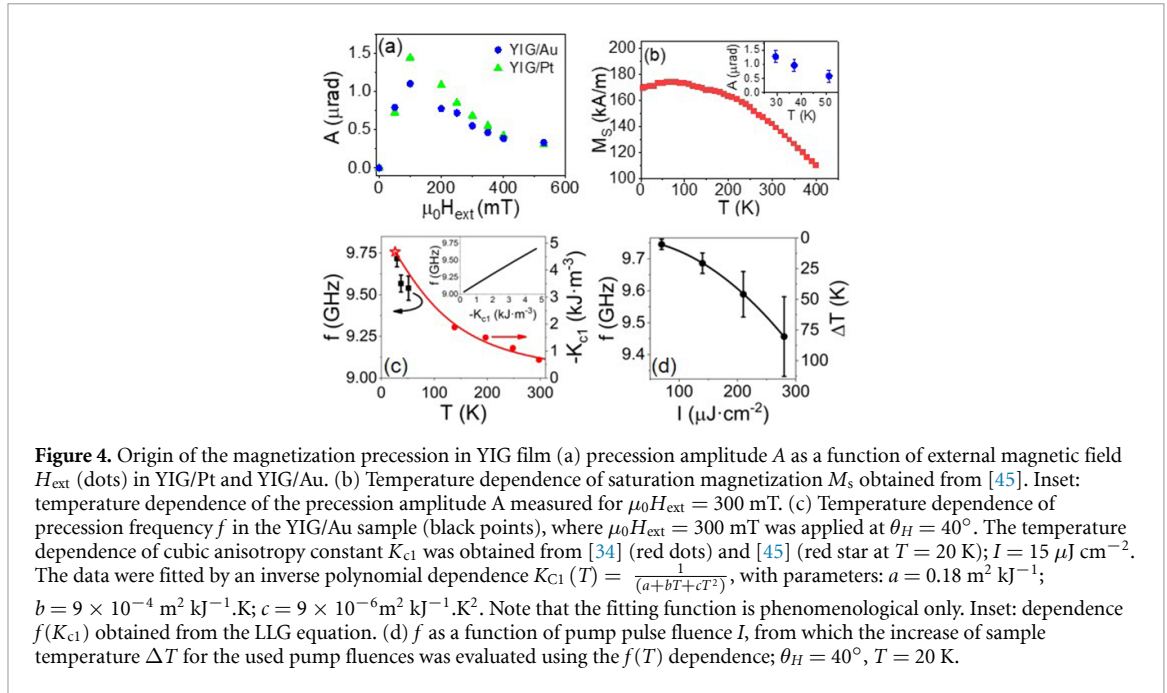 (a)
YIG/Au
YIG/Pt
1.5
1.0
0.5
0.0
A (μrad)
0 200 400 600
μ₀Hₑₓₜ (mT)
(b)
200
180
160
140
120
100
Mₛ (kA/m)
0 100 200 300 400
T (K)
1.5
1.0
0.5
A (μrad)
30 40 50
T (K)
(c)
9.75
9.50
9.25
9.00
f (GHz)
0 100 200 300
T (K)
5
4
3
2
1
0
-K_c1 (kJ·m⁻³)
9.75
9.50
9.25
9.00
f (GHz)
0 1 2 3 4 5
-K_c1 (kJ·m⁻³)
(d)
9.7
9.6
9.5
9.4
f (GHz)
100 200 300
I (μJ·cm⁻²)
0
25
50
75
100
ΔT (K)
Figure 4. Origin of the magnetization precession in YIG film (a) precession amplitude A as a function of external magnetic field
Hₑₓₜ (dots) in YIG/Pt and YIG/Au. (b) Temperature dependence of saturation magnetization Mₛ obtained from [45]. Inset:
temperature dependence of the precession amplitude A measured for μ₀Hₑₓₜ = 300 mT. (c) Temperature dependence of
precession frequency f in the YIG/Au sample (black points), where μ₀Hₑₓₜ = 300 mT was applied at θ_H = 40°. The temperature
dependence of cubic anisotropy constant K_c1 was obtained from [34] (red dots) and [45] (red star at T = 20 K); I = 15 μJ cm⁻².
The data were fitted by an inverse polynomial dependence K_C1 (T) = 1/(a+bT+cT²), with parameters: a = 0.18 m² kJ⁻¹;
b = 9 × 10⁻⁴ m² kJ⁻¹.K; c = 9 × 10⁻⁶m² kJ⁻¹.K². Note that the fitting function is phenomenological only. Inset: dependence
f(K_c1) obtained from the LLG equation. (d) f as a function of pump pulse fluence I, from which the increase of sample
temperature ΔT for the used pump fluences was evaluated using the f(T) dependence; θ_H = 40°, T = 20 K.